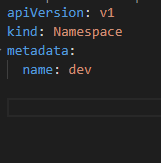 apiVersion: v1
kind: Namespace
metadata:
  name: dev